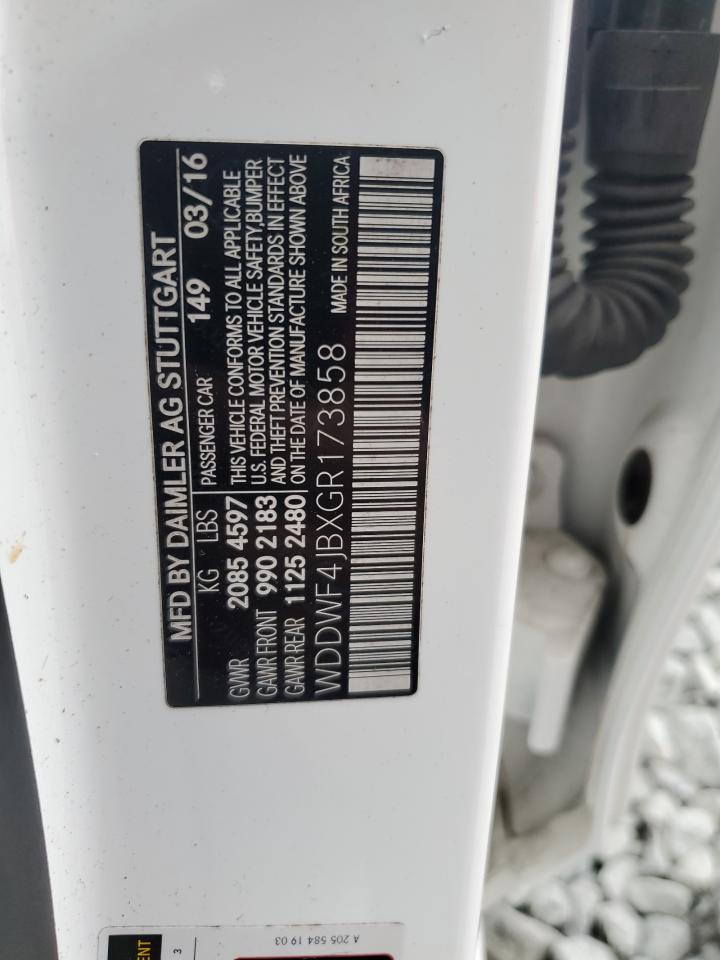 MFD BY DAIMLER AG STUTTGART
KG LBS PASSENGER CAR 149 03/16
GVWR 2085 4597 THIS VEHICLE CONFORMS TO ALL APPLICABLE
GAWR FRONT 990 2183 U.S. FEDERAL MOTOR VEHICLE SAFETY, BUMPER
GAWR REAR 1125 2480 AND THEFT PREVENTION STANDARDS IN EFFECT
ON THE DATE OF MANUFACTURE SHOWN ABOVE
WDDWF4JBXGR173858 MADE IN SOUTH AFRICA
A 205 584 19 03
3